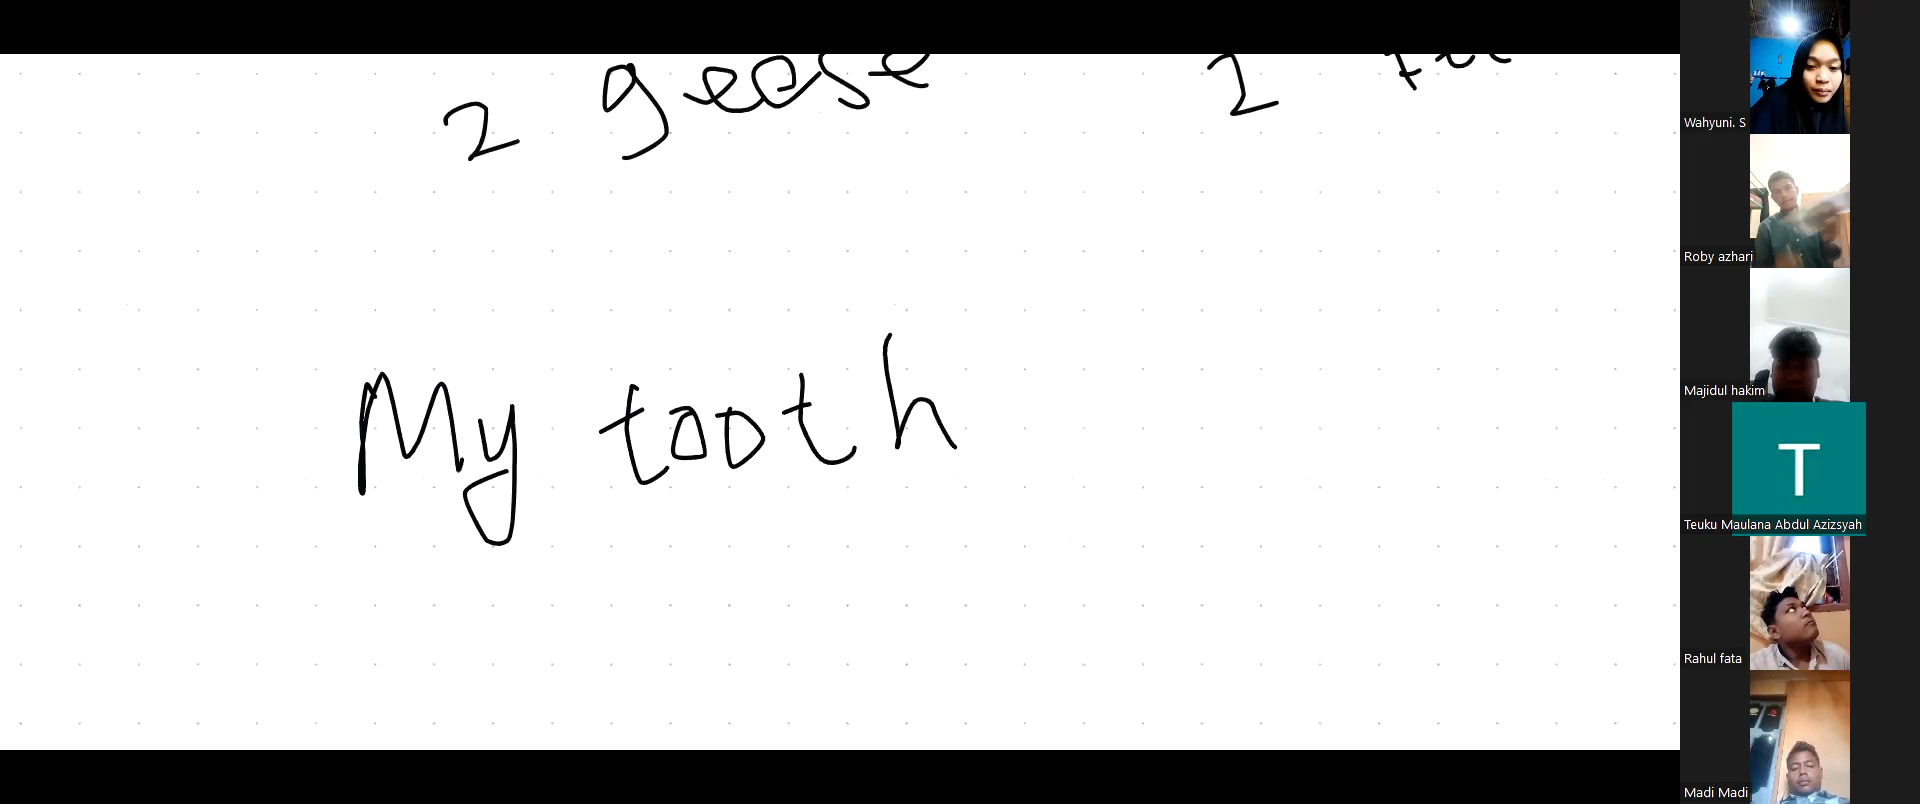 2 geese 2
My tooth
Wahyuni. S
Roby azhari
Majidul hakim
T
Teuku Maulana Abdul Azizsyah
Rahul fata
Madi Madi